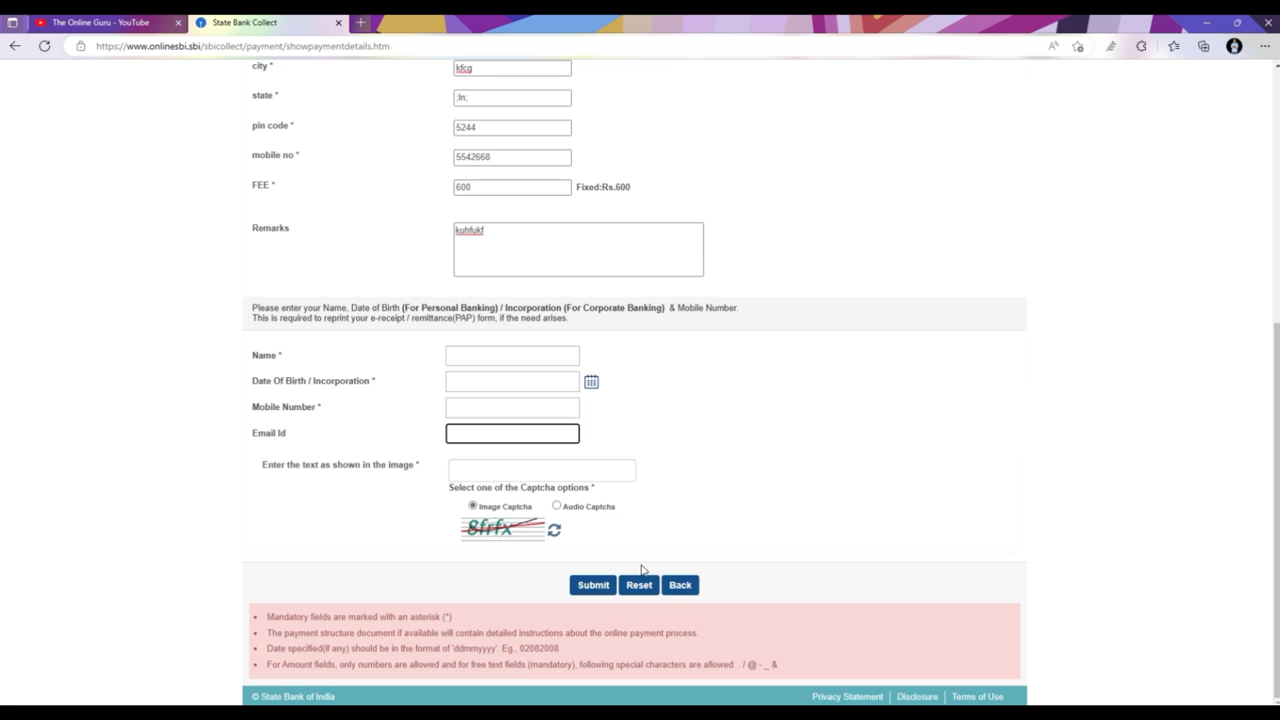 The Online Guru - YouTube
State Bank Collect
https://www.onlinesbi.sbi/sbicollect/payment/showpaymentdetails.htm
city * kfcg
state * ;ln;
pin code * 5244
mobile no * 5542668
FEE * 600 Fixed:Rs.600
Remarks kuhfukf
Please enter your Name, Date of Birth (For Personal Banking) / Incorporation (For Corporate Banking) & Mobile Number.
This is required to reprint your e-receipt / remittance(PAP) form, if the need arises.
Name *
Date Of Birth / Incorporation *
Mobile Number *
Email Id
Enter the text as shown in the image *
Select one of the Captcha options *
Image Captcha Audio Captcha
8frfx
Submit Reset Back
Mandatory fields are marked with an asterisk (*)
The payment structure document if available will contain detailed instructions about the online payment process.
Date specified(if any) should be in the format of 'ddmmyyyy'. Eg., 02082008
For Amount fields, only numbers are allowed and for free text fields (mandatory), following special characters are allowed: . / @ - _ &
© State Bank of India
Privacy Statement Disclosure Terms of Use